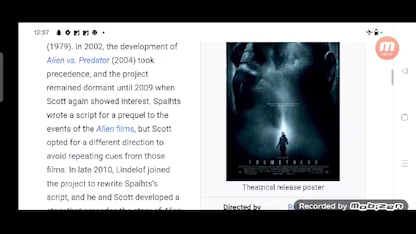 12:37
(1979). In 2002, the development of
Alien vs. Predator (2004) took
precedence, and the project
remained dormant until 2009 when
Scott again showed interest. Spaihts
wrote a script for a prequel to the
events of the Alien films, but Scott
opted for a different direction to
avoid repeating cues from those
films. In late 2010, Lindelof joined
the project to rewrite Spaihts's
script, and he and Scott developed a
PROMETHEUS
Theatrical release poster
Directed by
Recorded by Mobizen